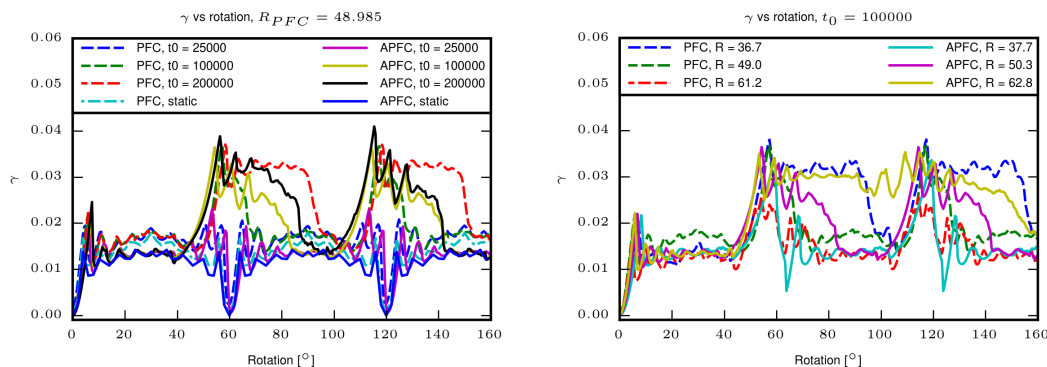 γ vs rotation, R_PFC = 48.985
0.06
0.05
0.04
0.03
0.02
0.01
0.00
γ
PFC, t0 = 25000
PFC, t0 = 100000
PFC, t0 = 200000
PFC, static
APFC, t0 = 25000
APFC, t0 = 100000
APFC, t0 = 200000
APFC, static
0 20 40 60 80 100 120 140 160
Rotation [°]
γ vs rotation, t_0 = 100000
0.06
0.05
0.04
0.03
0.02
0.01
0.00
γ
PFC, R = 36.7
PFC, R = 49.0
PFC, R = 61.2
APFC, R = 37.7
APFC, R = 50.3
APFC, R = 62.8
0 20 40 60 80 100 120 140 160
Rotation [°]